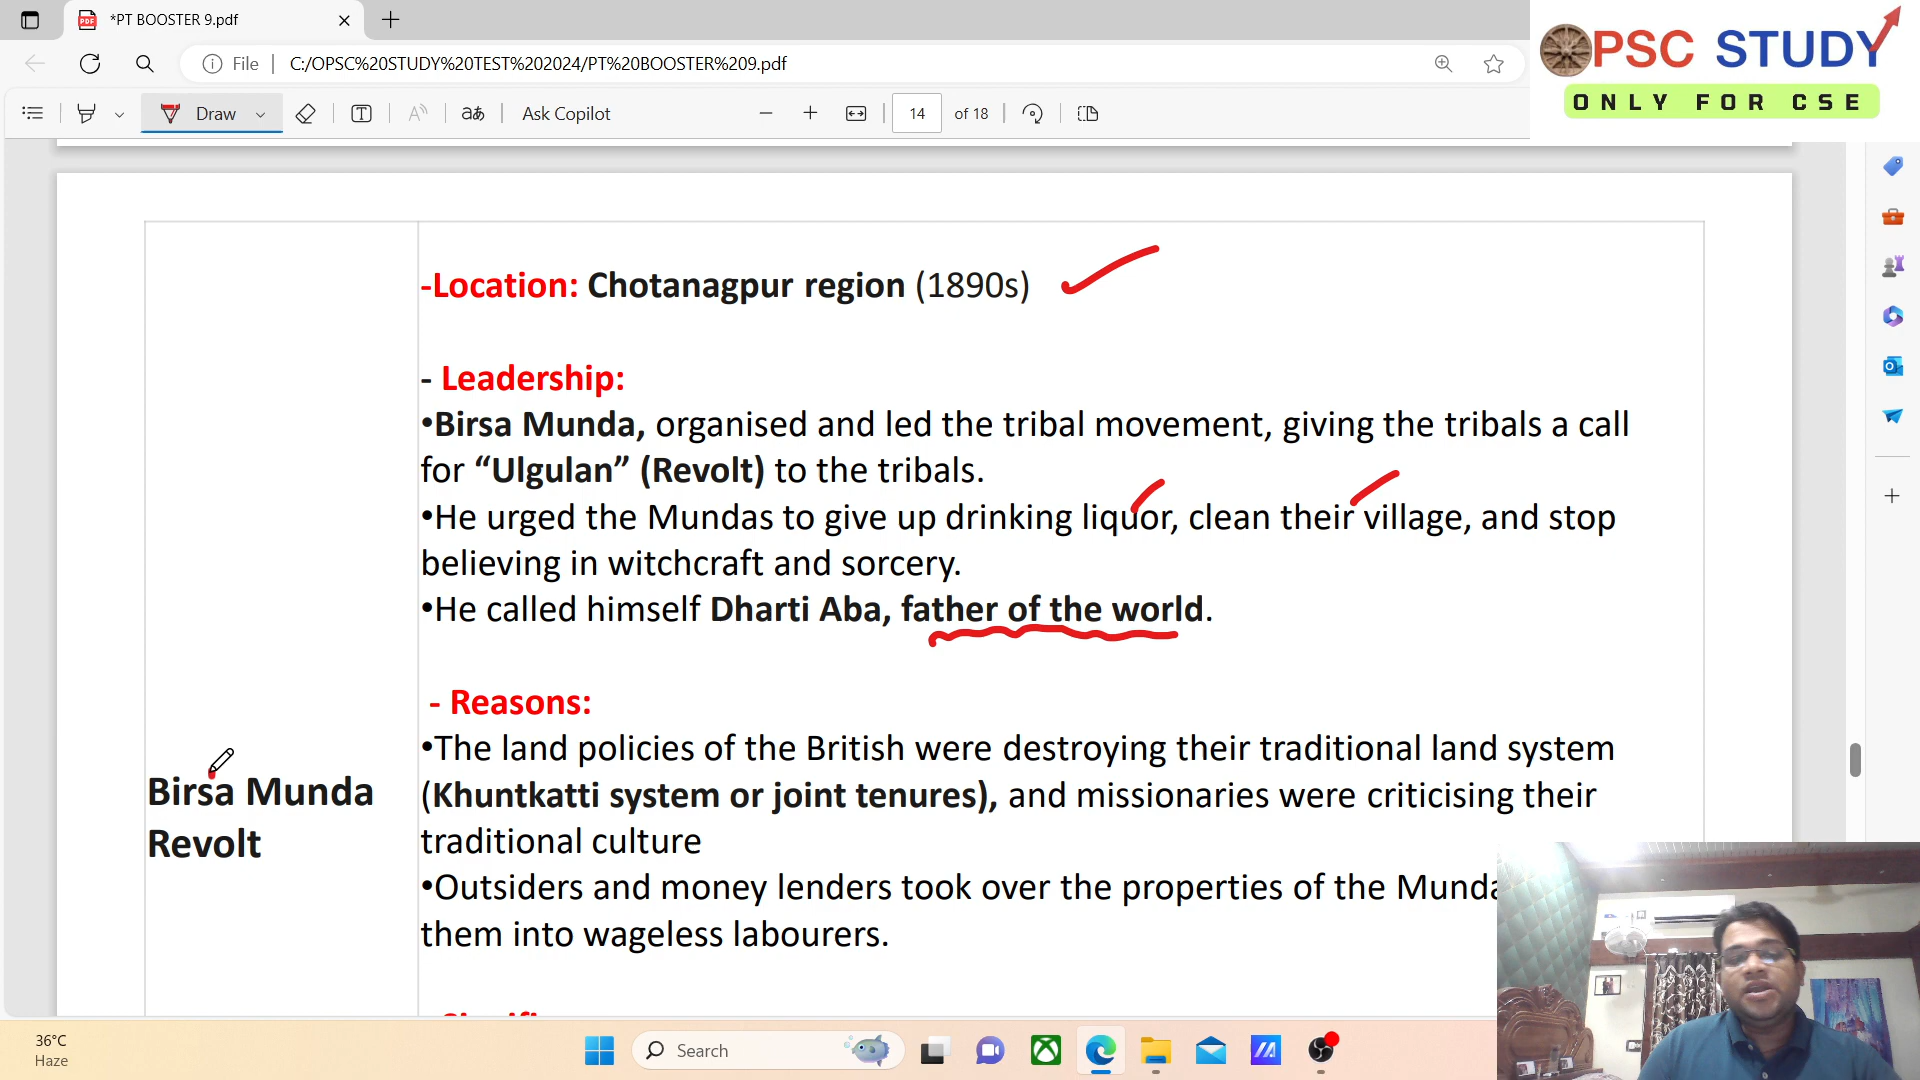 *PT BOOSTER 9.pdf
File
C:/OPSC%20STUDY%20TEST%202024/PT%20BOOSTER%209.pdf
PSC STUDY
ONLY FOR CSE
Draw
aあ
Ask Copilot
14 of 18
-Location: Chotanagpur region (1890s)
- Leadership:
•Birsa Munda, organised and led the tribal movement, giving the tribals a call
for “Ulgulan” (Revolt) to the tribals.
•He urged the Mundas to give up drinking liquor, clean their village, and stop
believing in witchcraft and sorcery.
•He called himself Dharti Aba, father of the world.
- Reasons:
•The land policies of the British were destroying their traditional land system
(Khuntkatti system or joint tenures), and missionaries were criticising their
traditional culture
•Outsiders and money lenders took over the properties of the
them into wageless labourers.
Birsa Munda
Revolt
36°C
Haze
Search